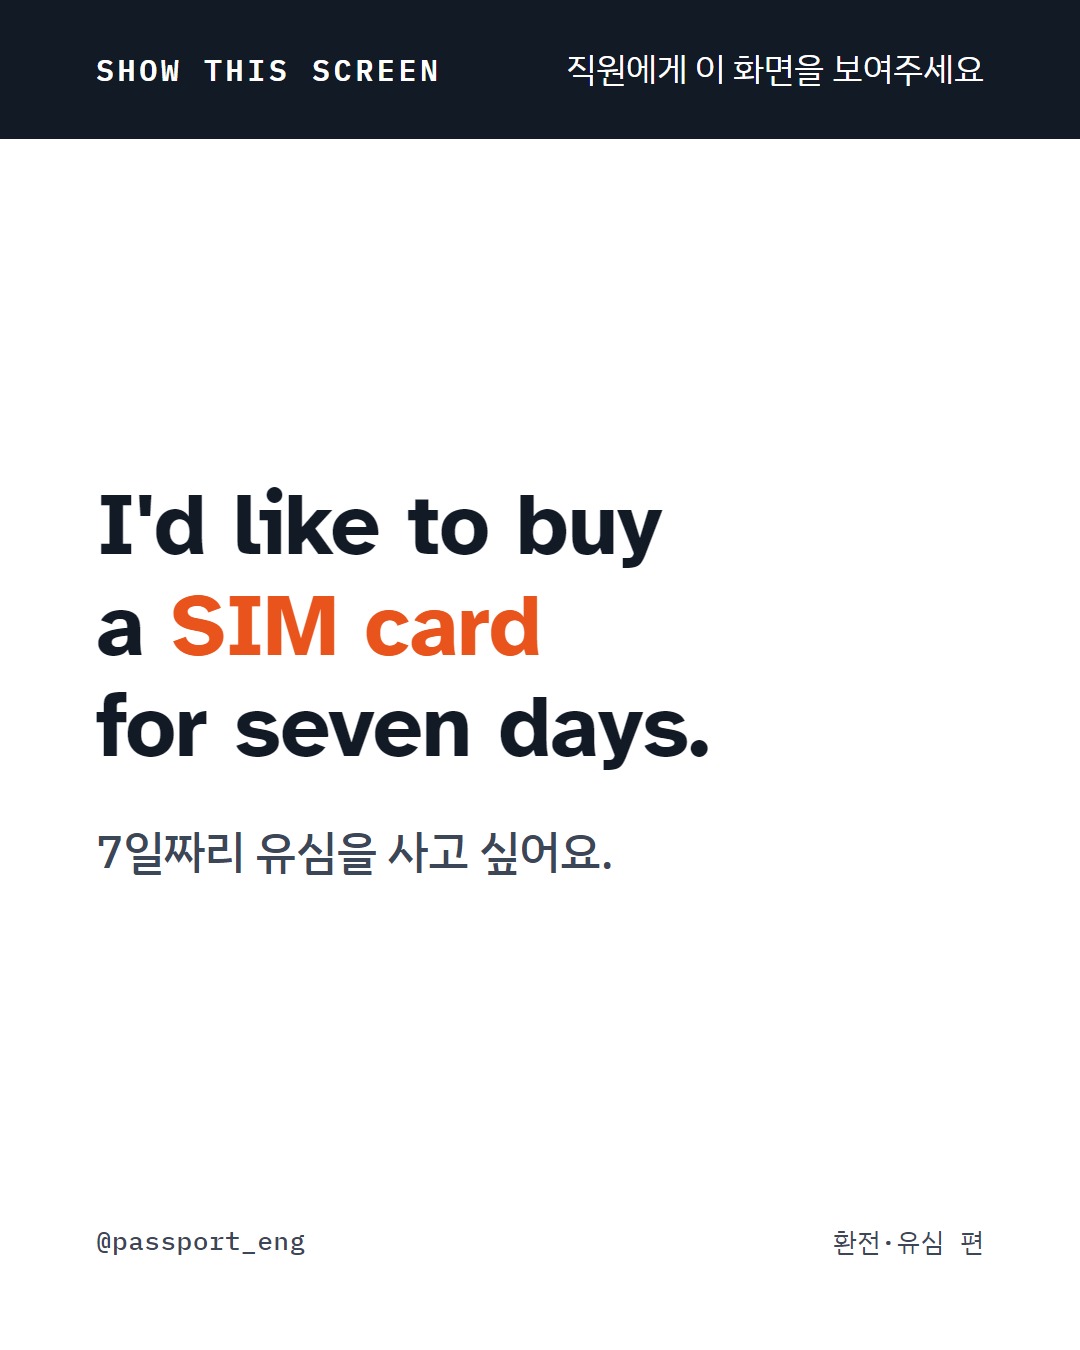 SHOW THIS SCREEN
직원에게 이 화면을 보여주세요
I'd like to buy
a SIM card
for seven days.
7일짜리 유심을 사고 싶어요.
@passport_eng
환전·유심 편